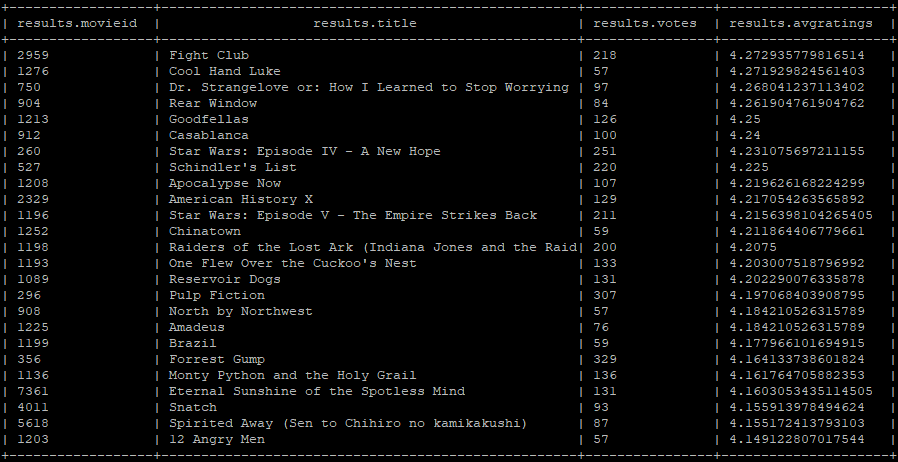 +------------------+----------------------------------------------------+----------------+---------------------+
| results.movieid | results.title | results.votes | results.avgratings |
+------------------+----------------------------------------------------+----------------+---------------------+
| 2959 | Fight Club | 218 | 4.272935779816514 |
| 1276 | Cool Hand Luke | 57 | 4.271929824561403 |
| 750 | Dr. Strangelove or: How I Learned to Stop Worrying | 97 | 4.268041237113402 |
| 904 | Rear Window | 84 | 4.261904761904762 |
| 1213 | Goodfellas | 126 | 4.25 |
| 912 | Casablanca | 100 | 4.24 |
| 260 | Star Wars: Episode IV - A New Hope | 251 | 4.231075697211155 |
| 527 | Schindler's List | 220 | 4.225 |
| 1208 | Apocalypse Now | 107 | 4.219626168224299 |
| 2329 | American History X | 129 | 4.217054263565892 |
| 1196 | Star Wars: Episode V - The Empire Strikes Back | 211 | 4.2156398104265405 |
| 1252 | Chinatown | 59 | 4.211864406779661 |
| 1198 | Raiders of the Lost Ark (Indiana Jones and the Raid| 200 | 4.2075 |
| 1193 | One Flew Over the Cuckoo's Nest | 133 | 4.203007518796992 |
| 1089 | Reservoir Dogs | 131 | 4.202290076335878 |
| 296 | Pulp Fiction | 307 | 4.197068403908795 |
| 908 | North by Northwest | 57 | 4.184210526315789 |
| 1225 | Amadeus | 76 | 4.184210526315789 |
| 1199 | Brazil | 59 | 4.177966101694915 |
| 356 | Forrest Gump | 329 | 4.164133738601824 |
| 1136 | Monty Python and the Holy Grail | 136 | 4.161764705882353 |
| 7361 | Eternal Sunshine of the Spotless Mind | 131 | 4.1603053435114505 |
| 4011 | Snatch | 93 | 4.155913978494624 |
| 5618 | Spirited Away (Sen to Chihiro no kamikakushi) | 87 | 4.155172413793103 |
| 1203 | 12 Angry Men | 57 | 4.149122807017544 |
+------------------+----------------------------------------------------+----------------+---------------------+